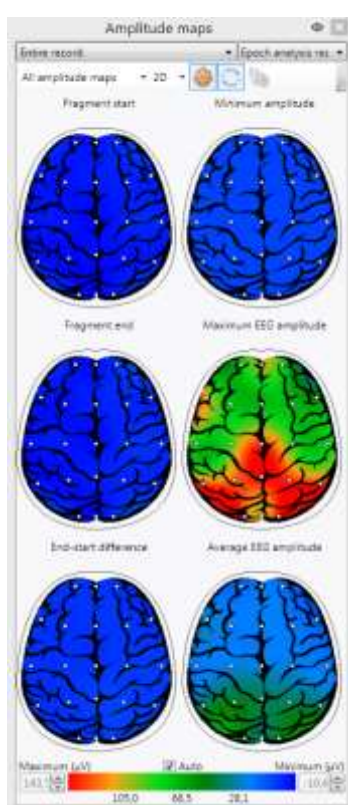 Amplitude maps
Entire record Epoch analysis res
All amplitude maps 2D
Fragment start Minimum amplitude
Fragment end Maximum EEG amplitude
End-start difference Average EEG amplitude
Maximum (µV) Auto Minimum (µV)
105,0 66,5 28,1